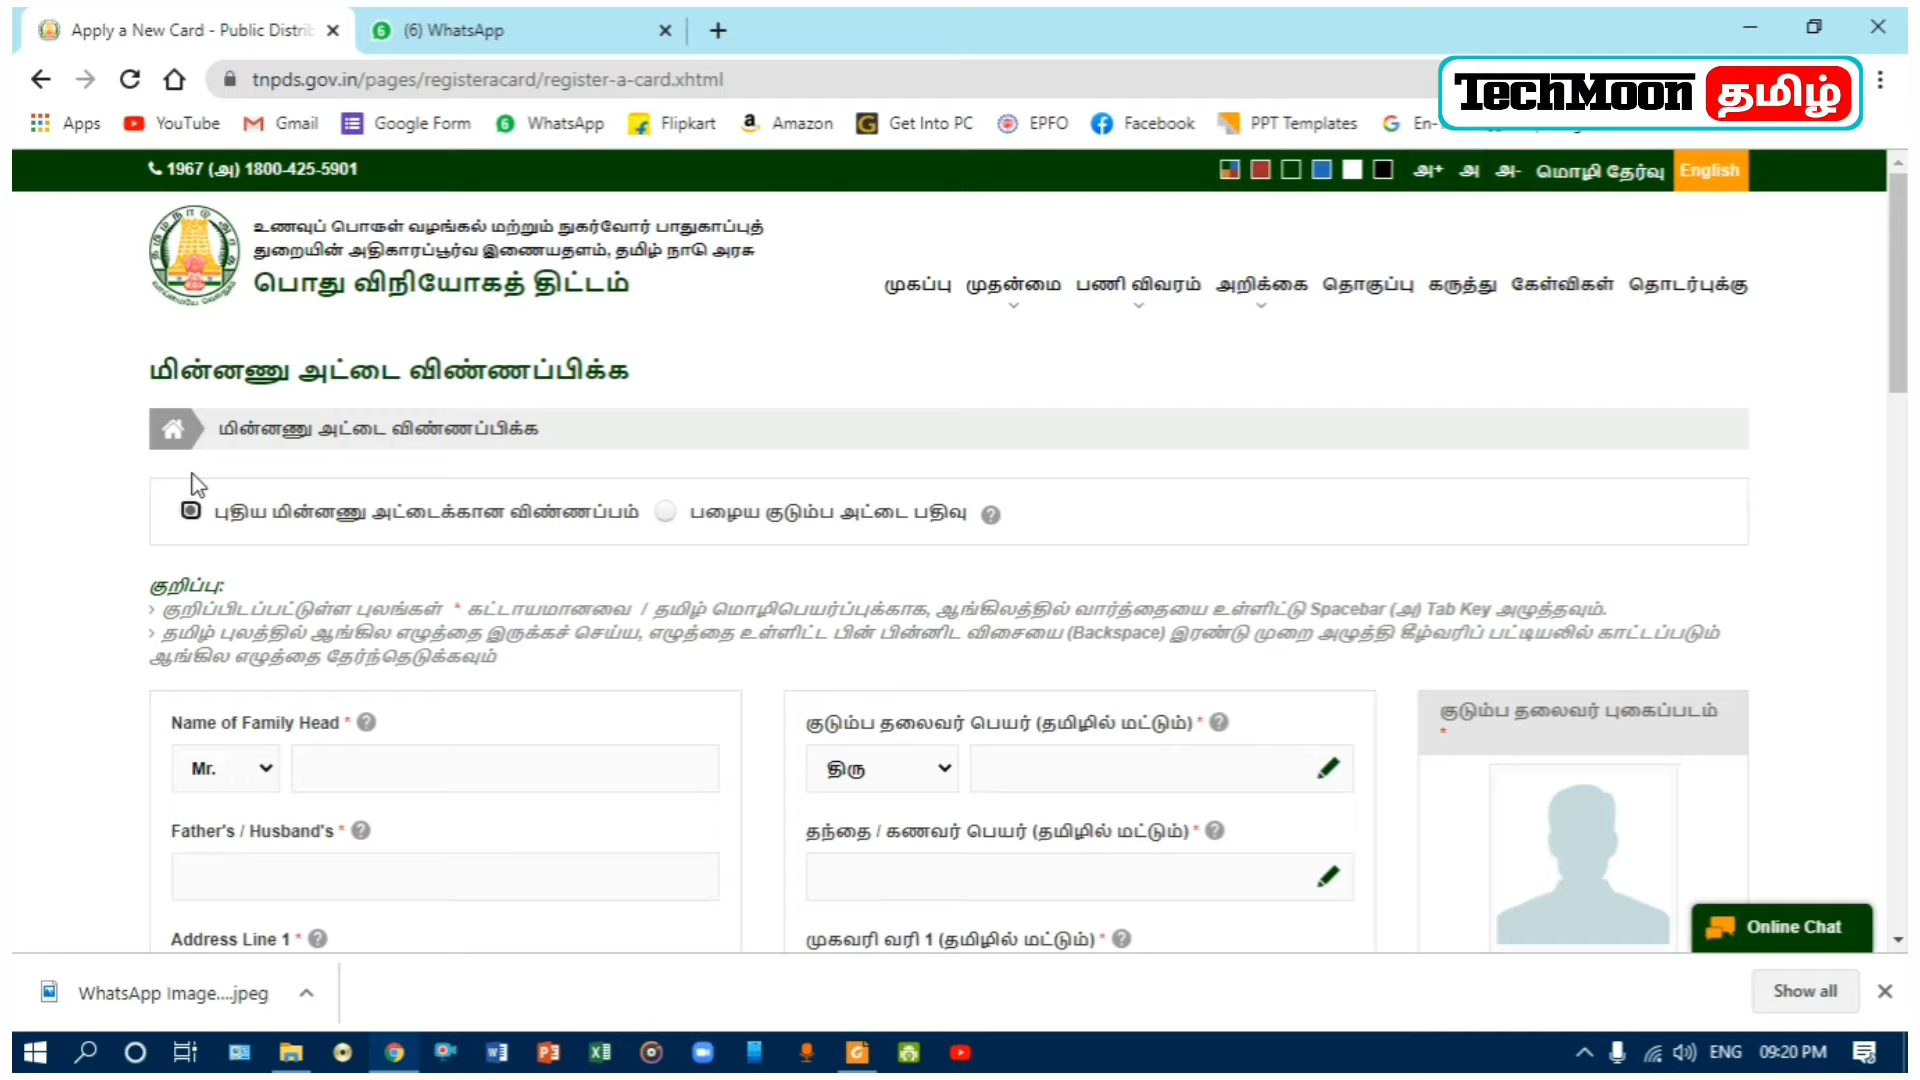 Apply a New Card - Public Distrib
(6) WhatsApp
tnpds.gov.in/pages/registeracard/register-a-card.xhtml
TechMoon தமிழ்
Apps YouTube Gmail Google Form WhatsApp Flipkart Amazon Get Into PC EPFO Facebook PPT Templates En-
1967 (அ) 1800-425-5901
அ+ அ அ- மொழி தேர்வு English
உணவுப் பொருள் வழங்கல் மற்றும் நுகர்வோர் பாதுகாப்புத்
துறையின் அதிகாரப்பூர்வ இணையதளம், தமிழ் நாடு அரசு
பொது விநியோகத் திட்டம்
முகப்பு முதன்மை பணி விவரம் அறிக்கை தொகுப்பு கருத்து கேள்விகள் தொடர்புக்கு
மின்னணு அட்டை விண்ணப்பிக்க
மின்னணு அட்டை விண்ணப்பிக்க
புதிய மின்னணு அட்டைக்கான விண்ணப்பம் பழைய குடும்ப அட்டை பதிவு ?
குறிப்பு:
› குறிப்பிடப்பட்டுள்ள புலங்கள் * கட்டாயமானவை / தமிழ் மொழிபெயர்ப்புக்காக, ஆங்கிலத்தில் வார்த்தையை உள்ளிட்டு Spacebar (அ) Tab Key அழுத்தவும்.
› தமிழ் புலத்தில் ஆங்கில எழுத்தை இருக்கச் செய்ய, எழுத்தை உள்ளிட்ட பின் பின்னிட விசையை (Backspace) இரண்டு முறை அழுத்தி கீழ்வரிப் பட்டியலில் காட்டப்படும்
ஆங்கில எழுத்தை தேர்ந்தெடுக்கவும்
Name of Family Head * ?
Mr.
Father's / Husband's * ?
Address Line 1 * ?
குடும்ப தலைவர் பெயர் (தமிழில் மட்டும்) * ?
திரு
தந்தை / கணவர் பெயர் (தமிழில் மட்டும்) * ?
முகவரி வரி 1 (தமிழில் மட்டும்) * ?
குடும்ப தலைவர் புகைப்படம்
*
Online Chat
WhatsApp Image....jpeg
Show all
ENG 09:20 PM